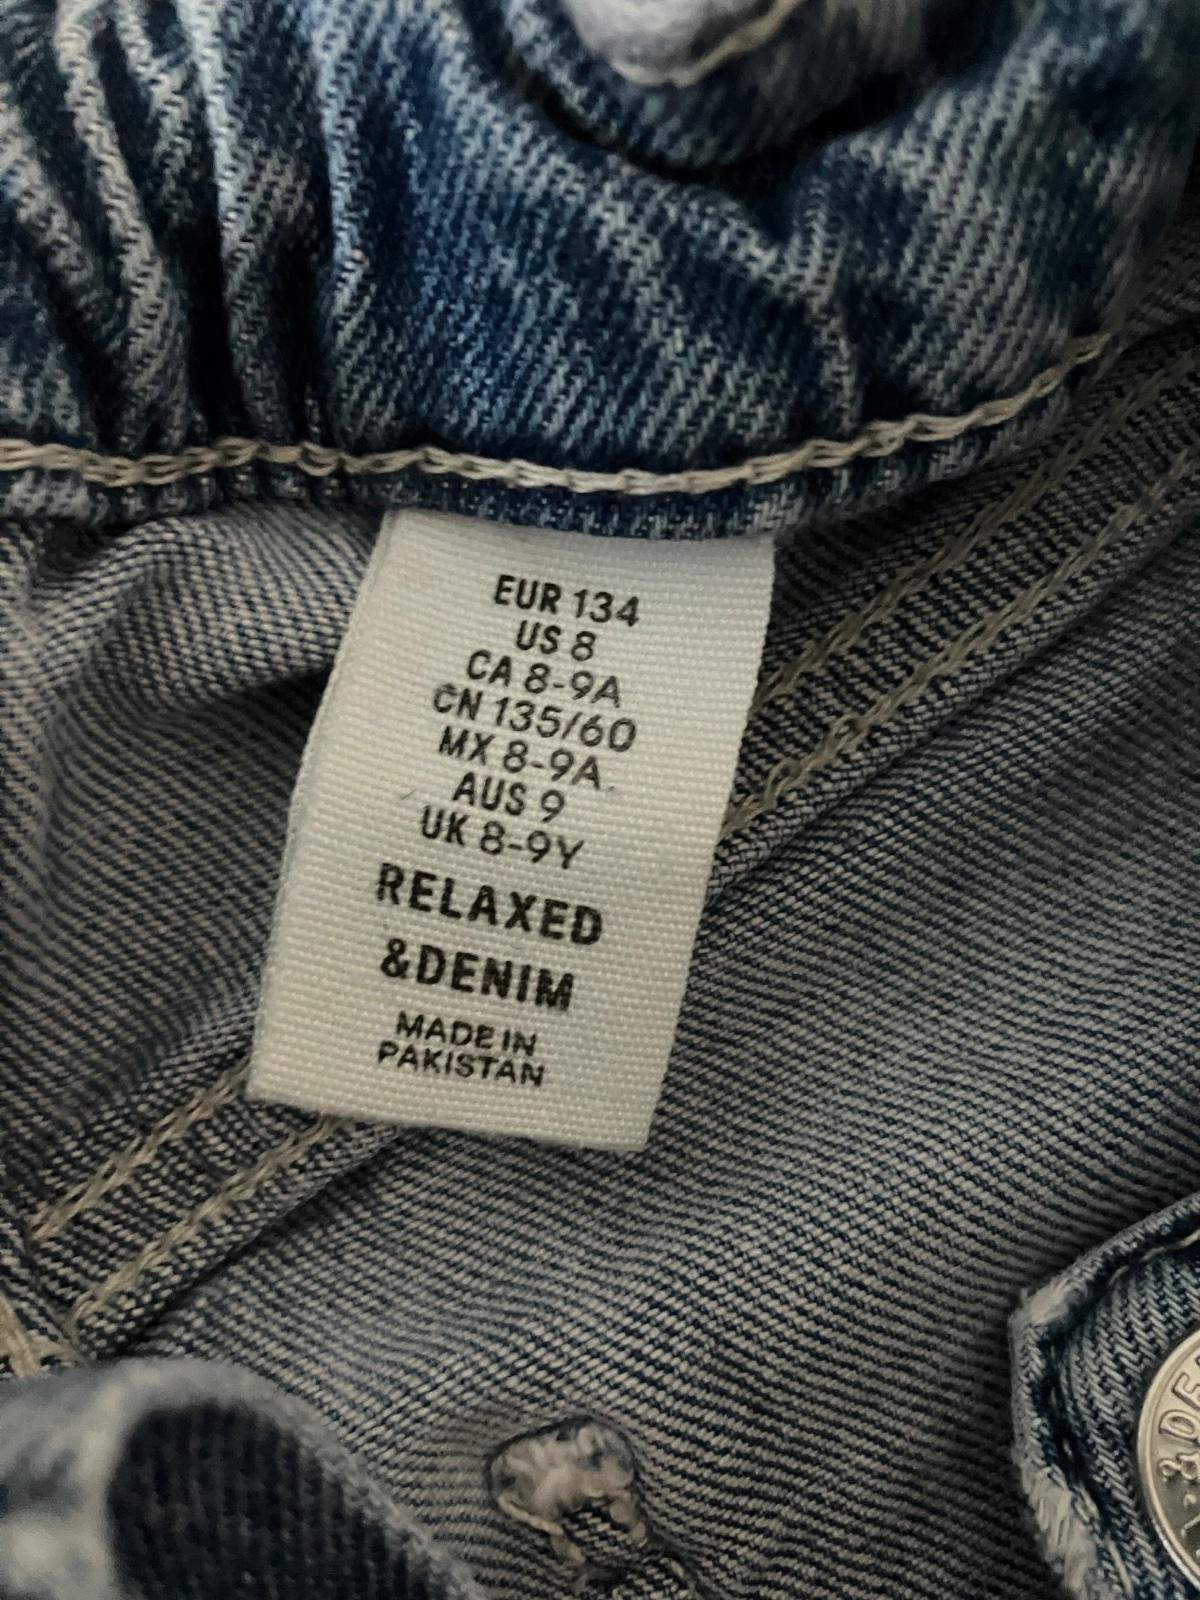 EUR 134
US 8
CA 8-9A
CN 135/60
MX 8-9A
AUS 9
UK 8-9Y
RELAXED
&DENIM
MADE IN
PAKISTAN